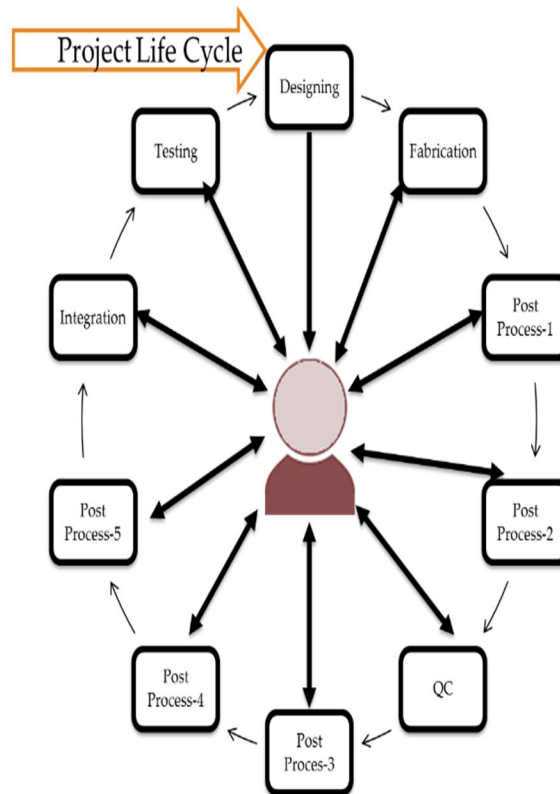 Project Life Cycle
Designing
Fabrication
Post
Process-1
Post
Process-2
QC
Post
Proces-3
Post
Process-4
Post
Process-5
Integration
Testing